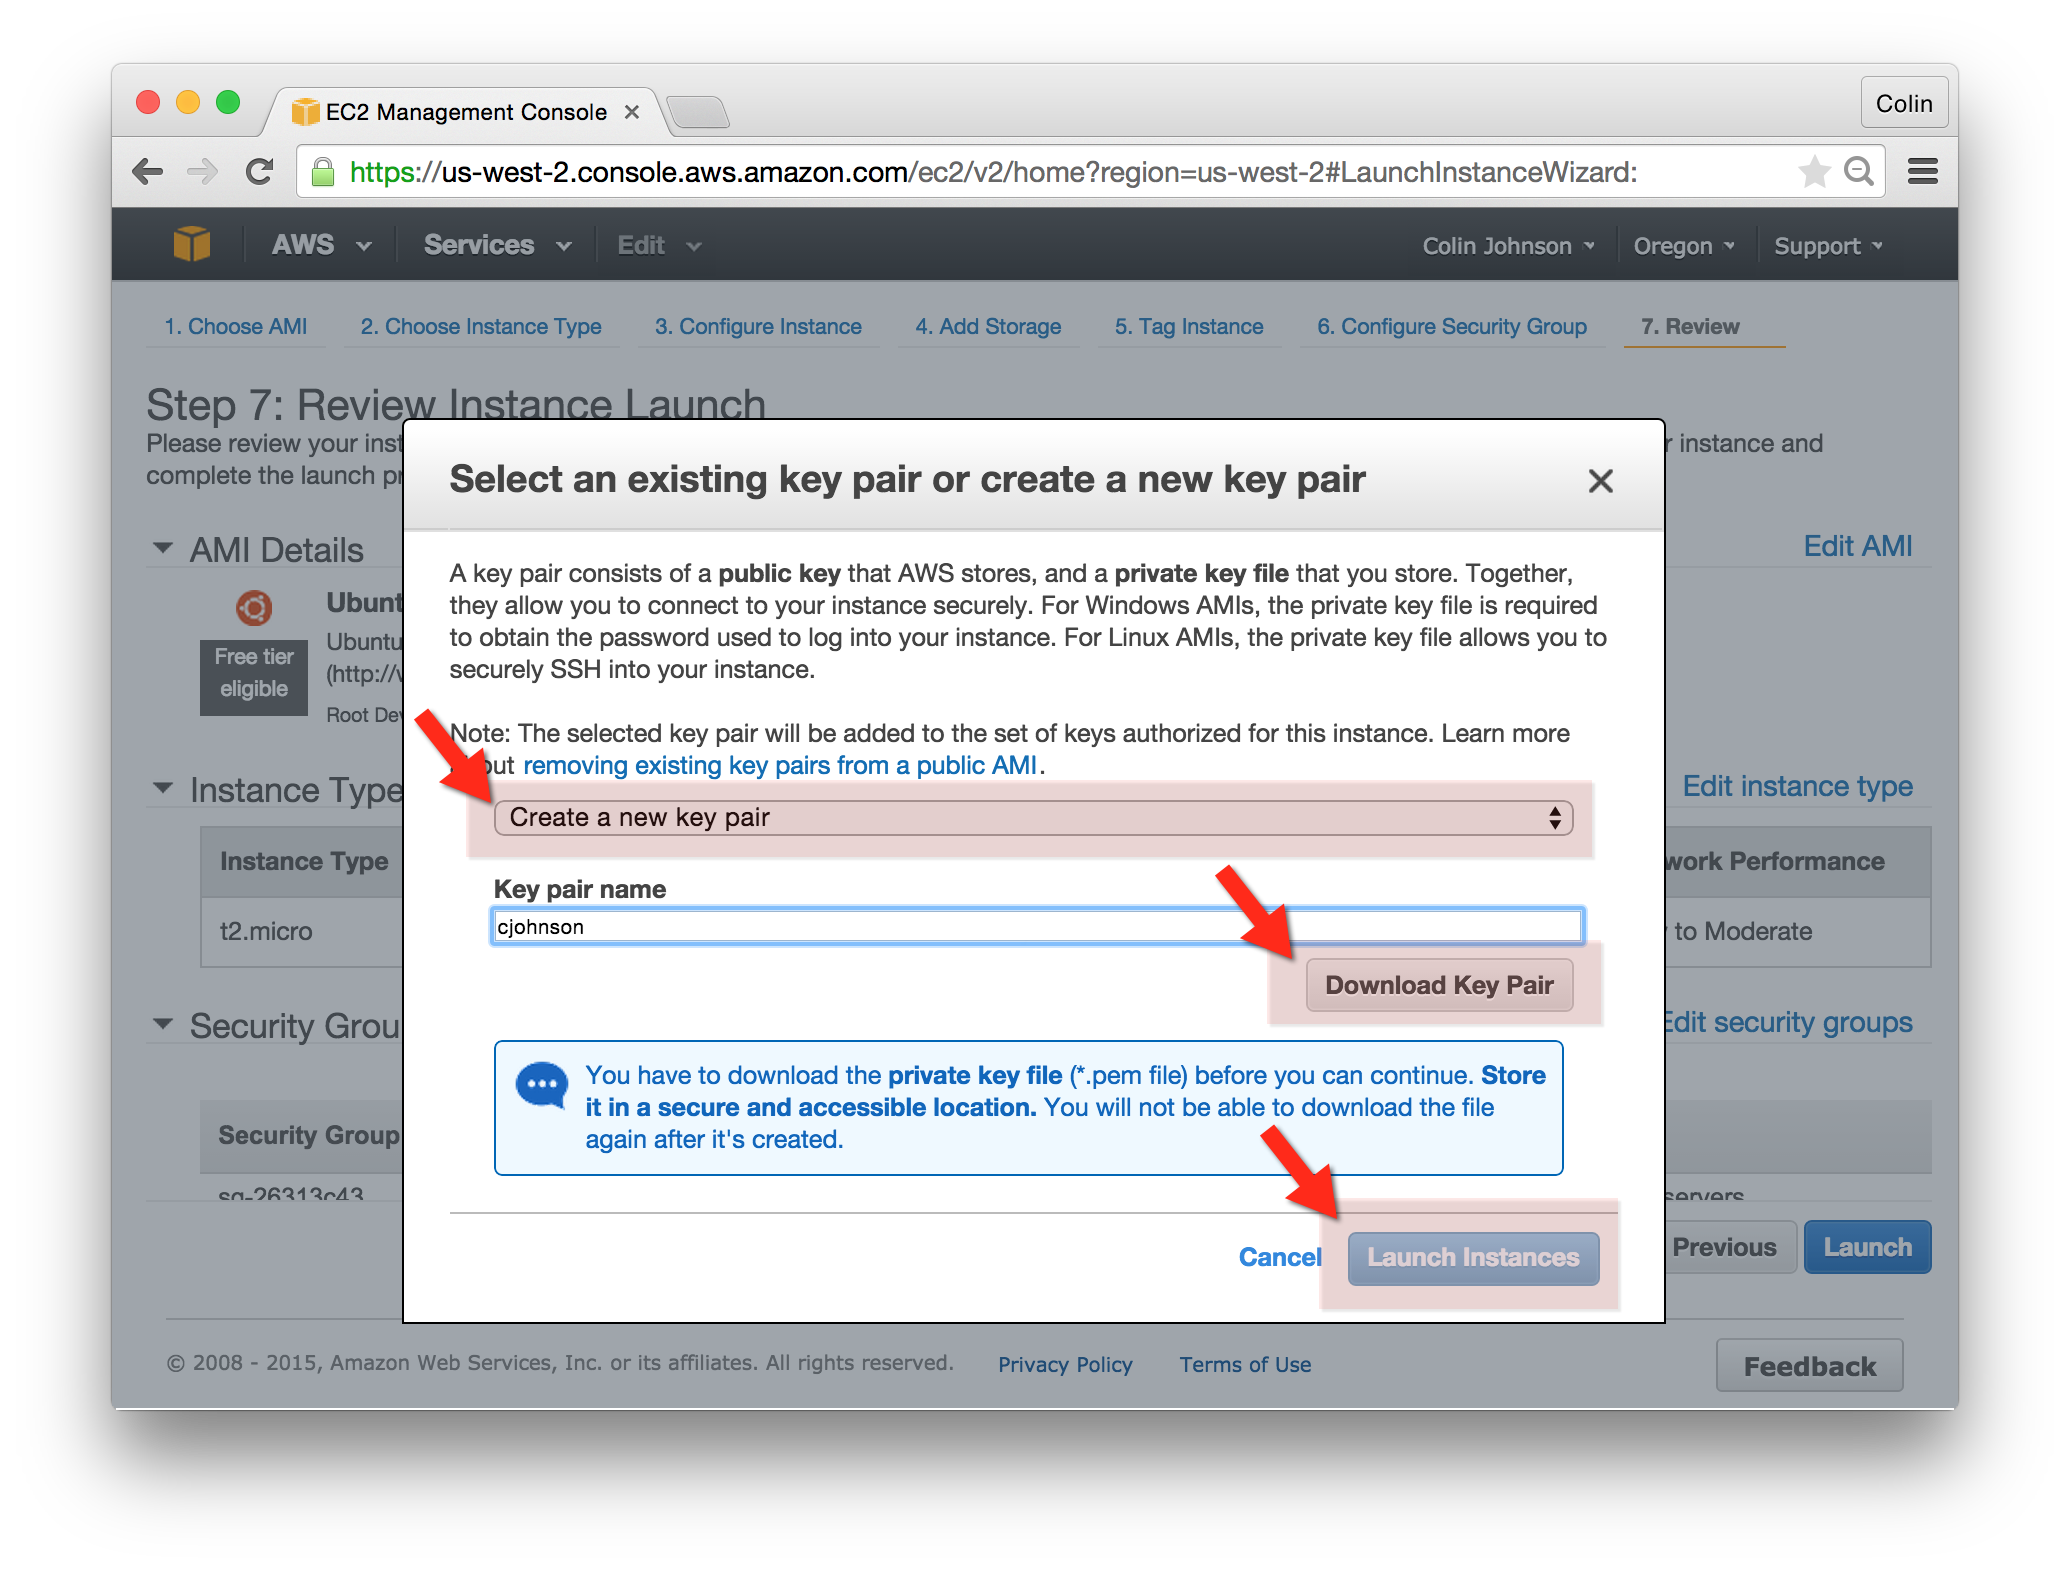 EC2 Management Console
Colin
https://us-west-2.console.aws.amazon.com/ec2/v2/home?region=us-west-2#LaunchInstanceWizard:
AWS Services Edit Colin Johnson Oregon Support
1. Choose AMI 2. Choose Instance Type 3. Configure Instance 4. Add Storage 5. Tag Instance 6. Configure Security Group 7. Review
Step 7: Review Instance Launch
Please review your inst r instance and
complete the launch pr
Select an existing key pair or create a new key pair
AMI Details Edit AMI
Ubunt
Ubuntu
(http://v
Root Dev
Free tier
eligible
A key pair consists of a public key that AWS stores, and a private key file that you store. Together,
they allow you to connect to your instance securely. For Windows AMIs, the private key file is required
to obtain the password used to log into your instance. For Linux AMIs, the private key file allows you to
securely SSH into your instance.
Note: The selected key pair will be added to the set of keys authorized for this instance. Learn more
about removing existing key pairs from a public AMI.
Instance Type Edit instance type
Create a new key pair
Instance Type work Performance
Key pair name
cjohnson
t2.micro to Moderate
Download Key Pair
Security Grou Edit security groups
You have to download the private key file (*.pem file) before you can continue. Store
it in a secure and accessible location. You will not be able to download the file
again after it's created.
Security Group
sg-26313c43 servers
Cancel Launch Instances
Previous Launch
© 2008 - 2015, Amazon Web Services, Inc. or its affiliates. All rights reserved. Privacy Policy Terms of Use
Feedback